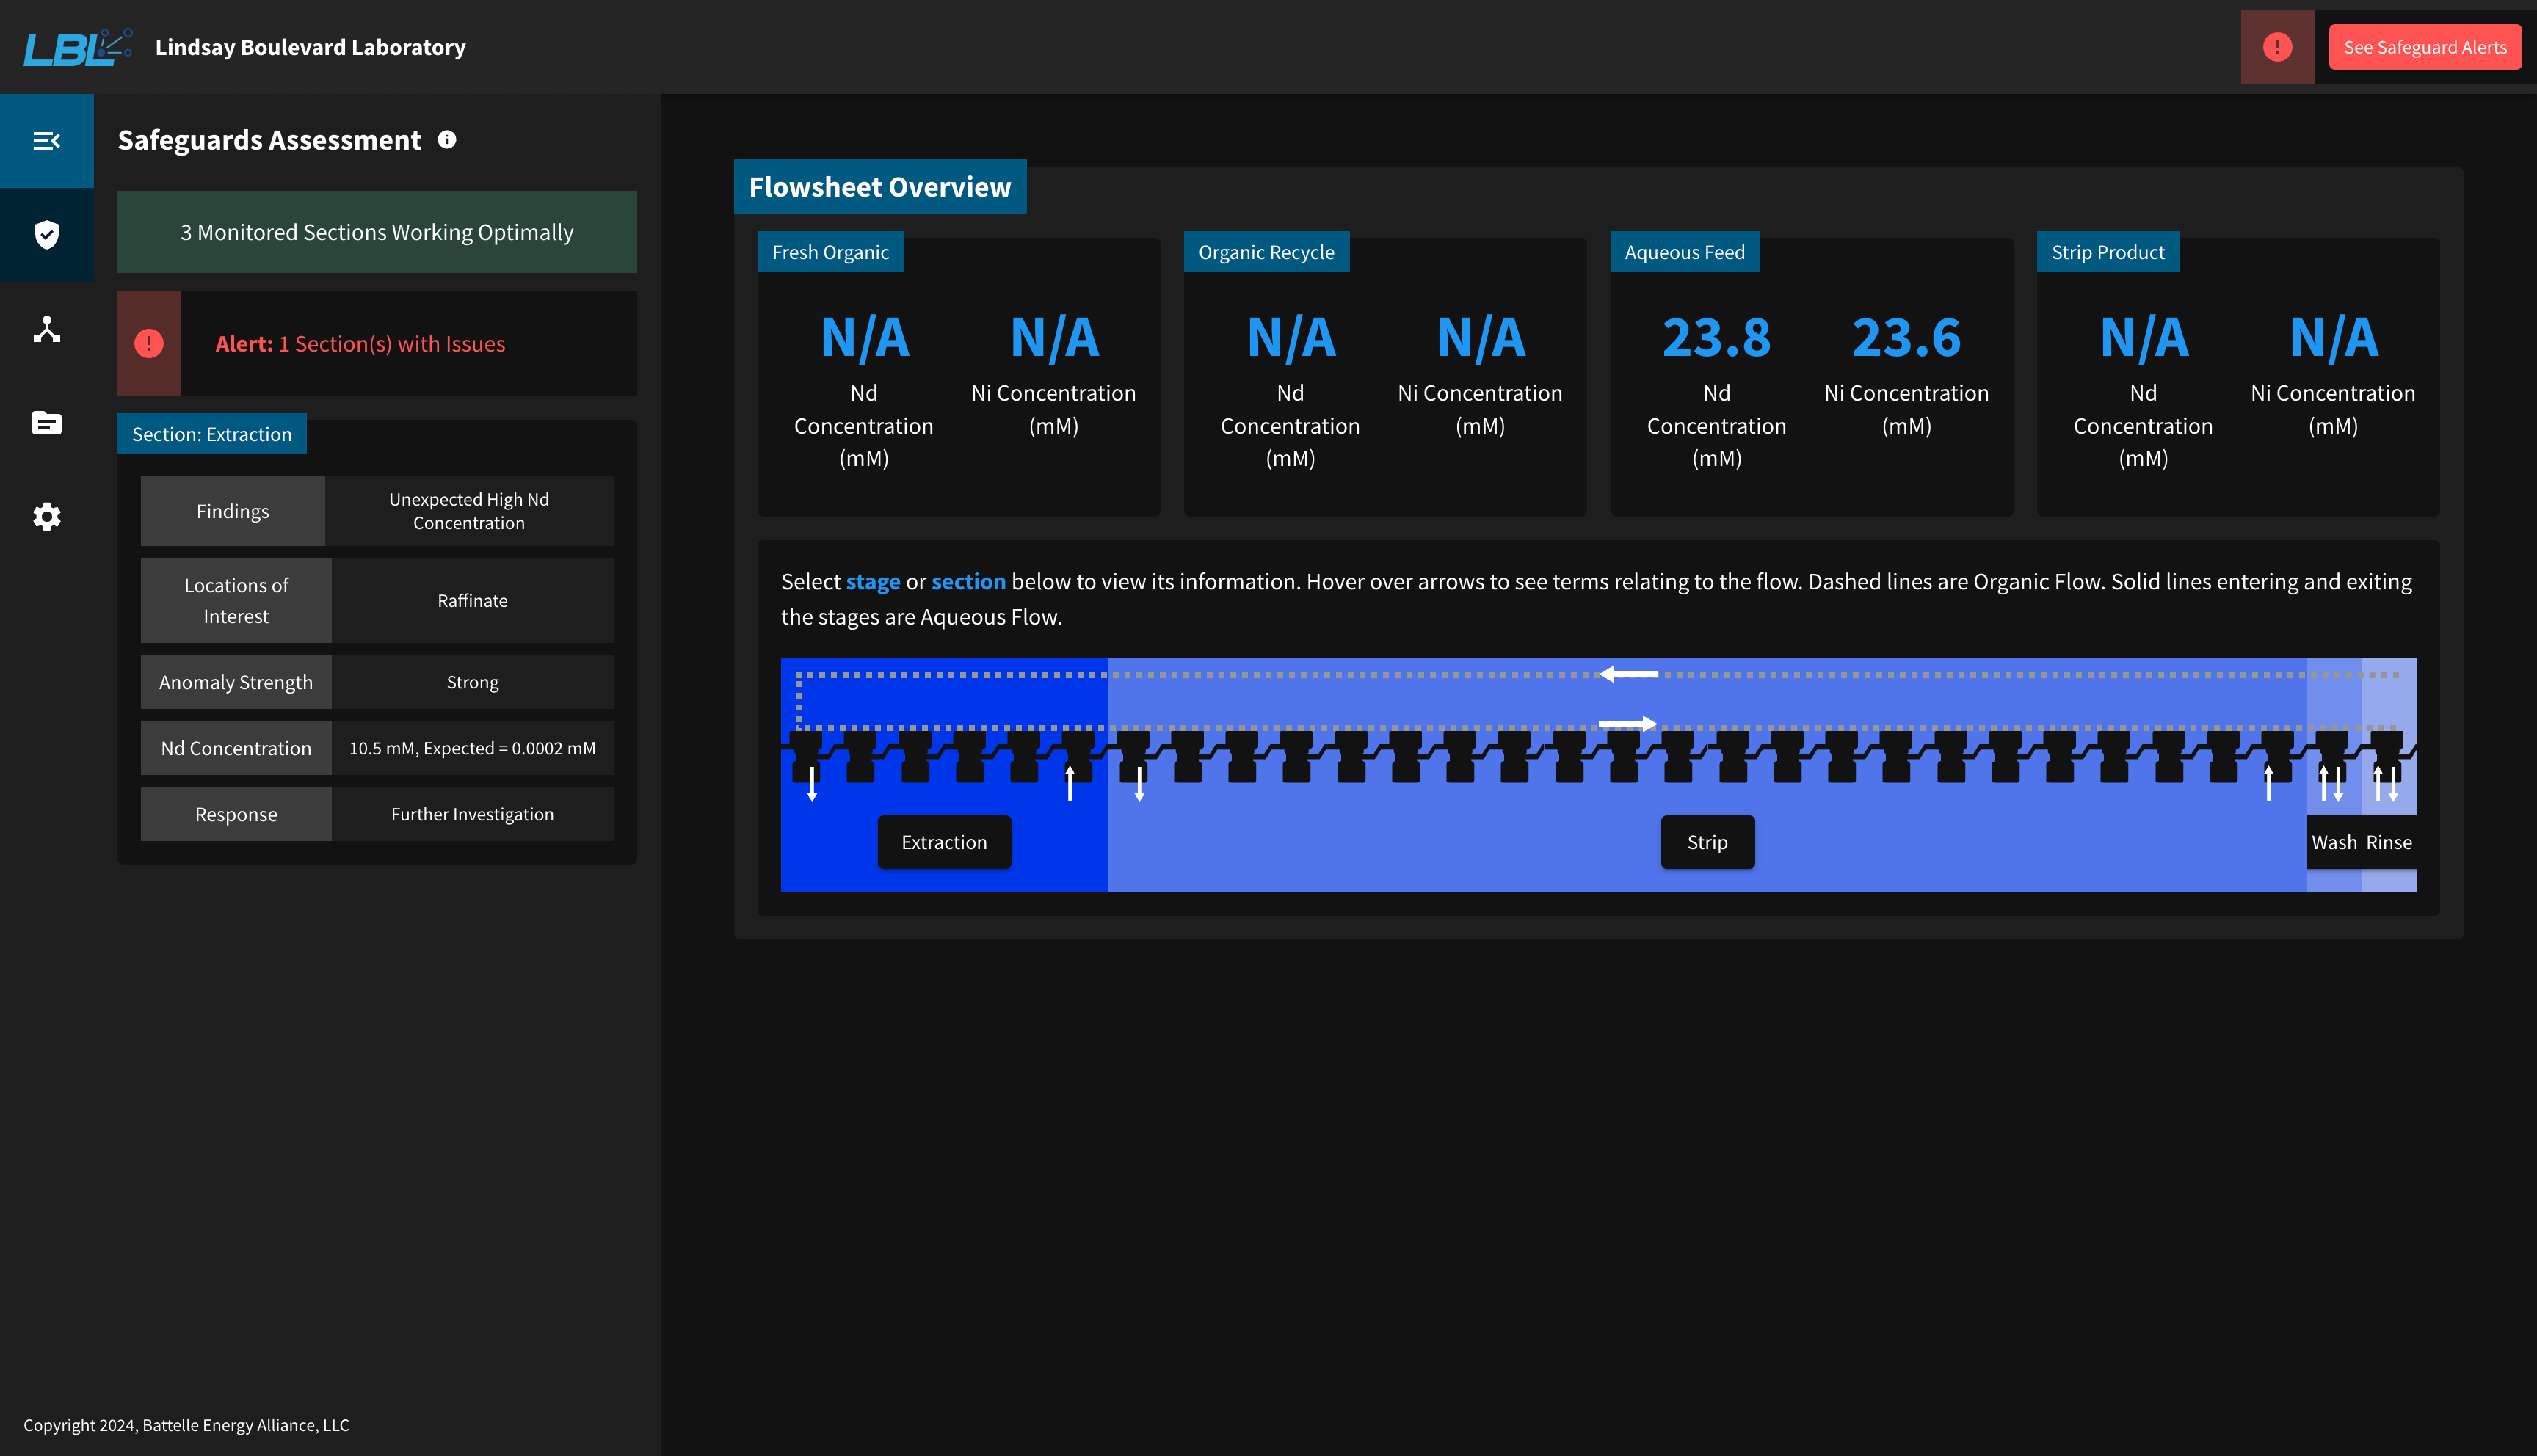 LBL
Lindsay Boulevard Laboratory
See Safeguard Alerts
Safeguards Assessment
3 Monitored Sections Working Optimally
Alert: 1 Section(s) with Issues
Section: Extraction
Findings
Unexpected High Nd
Concentration
Locations of
Interest
Raffinate
Anomaly Strength
Strong
Nd Concentration
10.5 mM, Expected = 0.0002 mM
Response
Further Investigation
Copyright 2024, Battelle Energy Alliance, LLC
Flowsheet Overview
Fresh Organic
N/A
Nd
Concentration
(mM)
N/A
Ni Concentration
(mM)
Organic Recycle
N/A
Nd
Concentration
(mM)
N/A
Ni Concentration
(mM)
Aqueous Feed
23.8
Nd
Concentration
(mM)
23.6
Ni Concentration
(mM)
Strip Product
N/A
Nd
Concentration
(mM)
N/A
Ni Concentration
(mM)
Select stage or section below to view its information. Hover over arrows to see terms relating to the flow. Dashed lines are Organic Flow. Solid lines entering and exiting
the stages are Aqueous Flow.
Extraction
Strip
Wash
Rinse